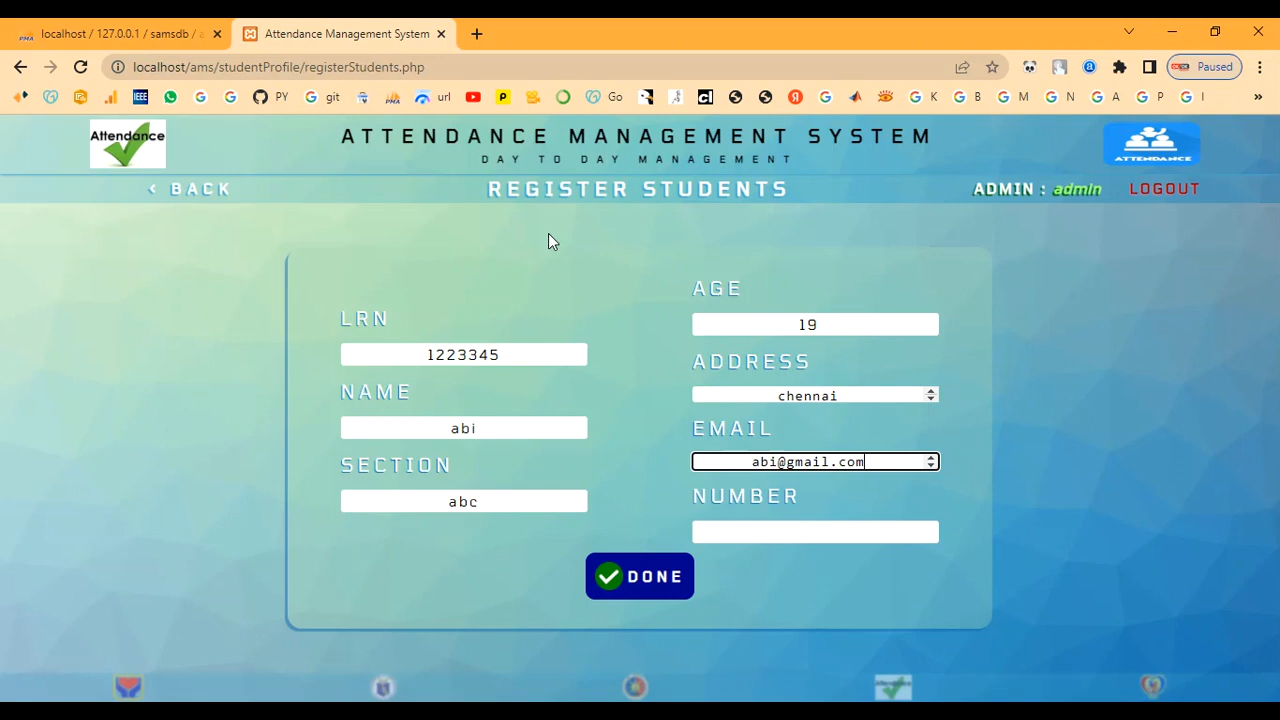 localhost / 127.0.0.1 / samsdb /
Attendance Management System
localhost/ams/studentProfile/registerStudents.php
Paused
IEEE
PY
git
url
Go
K
B
M
N
A
P
I
»
Attendance
ATTENDANCE MANAGEMENT SYSTEM
DAY TO DAY MANAGEMENT
ATTENDANCE
< BACK
REGISTER STUDENTS
ADMIN : admin
LOGOUT
LRN
1223345
NAME
abi
SECTION
abc
AGE
19
ADDRESS
chennai
EMAIL
abi@gmail.com
NUMBER
DONE